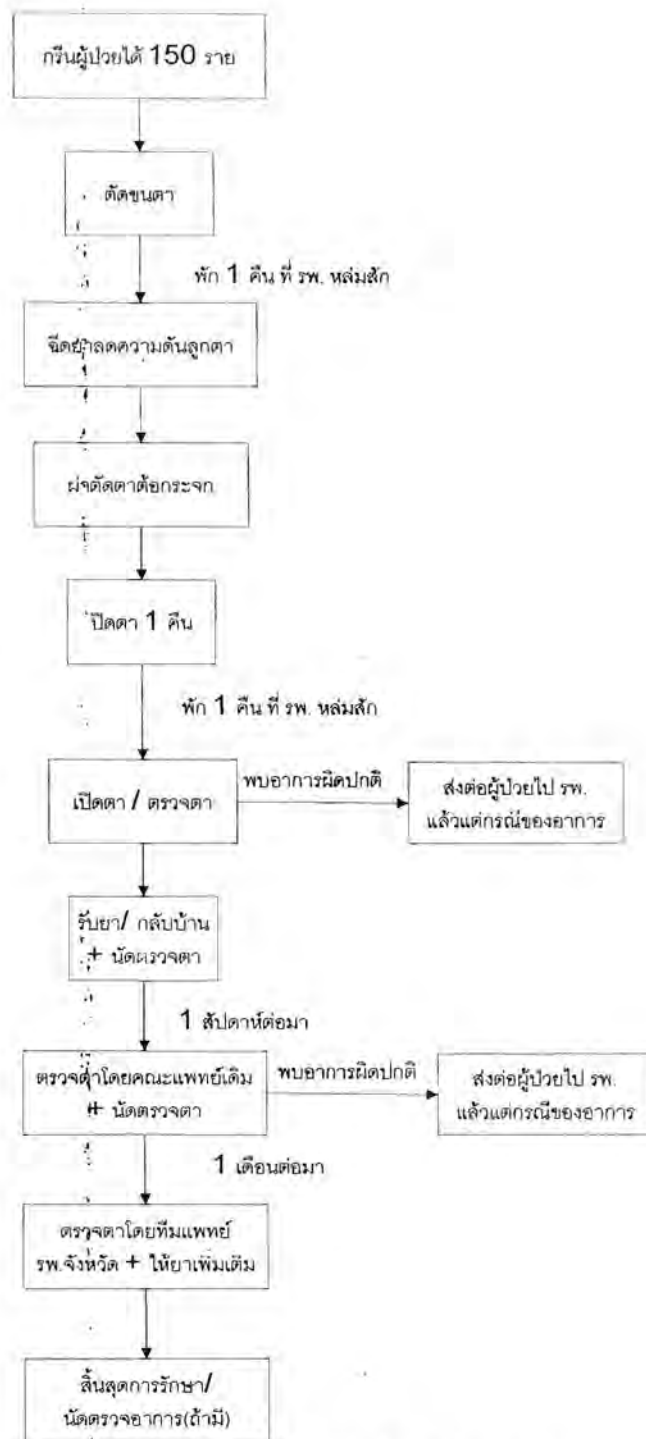 กรีนผู้ป่วยได้ 150 ราย
ตัดขนตา
พัก 1 คืน ที่ รพ. หล่มสัก
ฉีดยาลดความดันลูกตา
ผ่าตัดตาต้อกระจก
ปิดตา 1 คืน
พัก 1 คืน ที่ รพ. หล่มสัก
เปิดตา / ตรวจตา
พบอาการผิดปกติ
ส่งต่อผู้ป่วยไป รพ.
แล้วแต่กรณ์ของอาการ
รับยา/ กลับบ้าน
+ นัดตรวจตา
1 สัปดาห์ต่อมา
ตรวจตาโดยคณะแพทย์เดิม
+ นัดตรวจตา
พบอาการผิดปกติ
ส่งต่อผู้ป่วยไป รพ.
แล้วแต่กรณีของอาการ
1 เดือนต่อมา
ตรวจตาโดยทีมแพทย์
รพ.จังหวัด + ให้ยาเพิ่มเติม
สิ้นสุดการรักษา/
นัดตรวจอาการ(ถ้ามี)